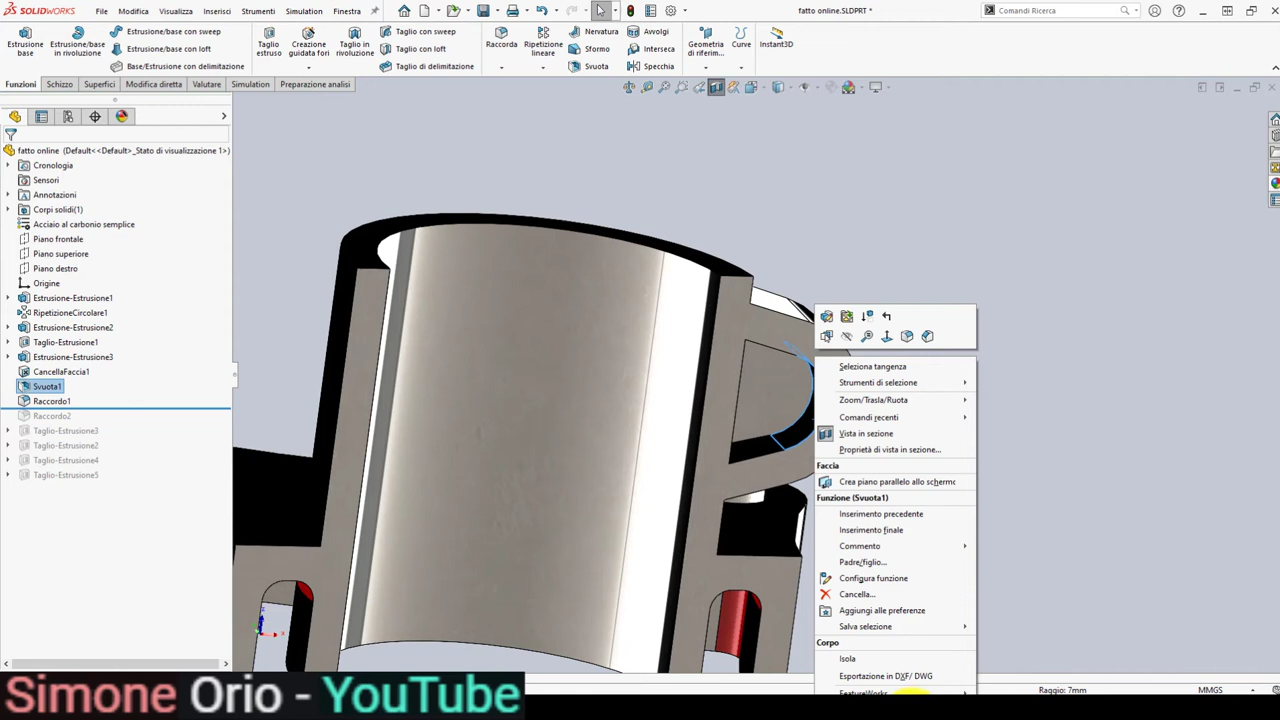 SOLIDWORKS File Modifica Visualizza Inserisci Strumenti Simulation Finestra fatto online.SLDPRT * Comandi Ricerca
Estrusione base
Estrusione/base in rivoluzione
Estrusione/base con sweep
Estrusione/base con loft
Base/Estrusione con delimitazione
Taglio estruso
Creazione guidata fori
Taglio in rivoluzione
Taglio con sweep
Taglio con loft
Taglio di delimitazione
Raccorda
Ripetizione lineare
Nervatura
Sformo
Svuota
Avvolgi
Interseca
Specchia
Geometria di riferim...
Curve
Instant3D
Funzioni Schizzo Superfici Modifica diretta Valutare Simulation Preparazione analisi
fatto online (Default<<Default>_Stato di visualizzazione 1>)
Cronologia
Sensori
Annotazioni
Corpi solidi(1)
Acciaio al carbonio semplice
Piano frontale
Piano superiore
Piano destro
Origine
Estrusione-Estrusione1
RipetizioneCircolare1
Estrusione-Estrusione2
Taglio-Estrusione1
Estrusione-Estrusione3
CancellaFaccia1
Svuota1
Raccordo1
Raccordo2
Taglio-Estrusione3
Taglio-Estrusione2
Taglio-Estrusione4
Taglio-Estrusione5
Seleziona tangenza
Strumenti di selezione
Zoom/Trasla/Ruota
Comandi recenti
Vista in sezione
Proprietà di vista in sezione...
Faccia
Crea piano parallelo allo schermo
Funzione (Svuota1)
Inserimento precedente
Inserimento finale
Commento
Padre/figlio...
Configura funzione
Cancella...
Aggiungi alle preferenze
Salva selezione
Corpo
Isola
Esportazione in DXF/ DWG
FeatureWorks
Raggio: 7mm MMGS
Simone Orio - YouTube